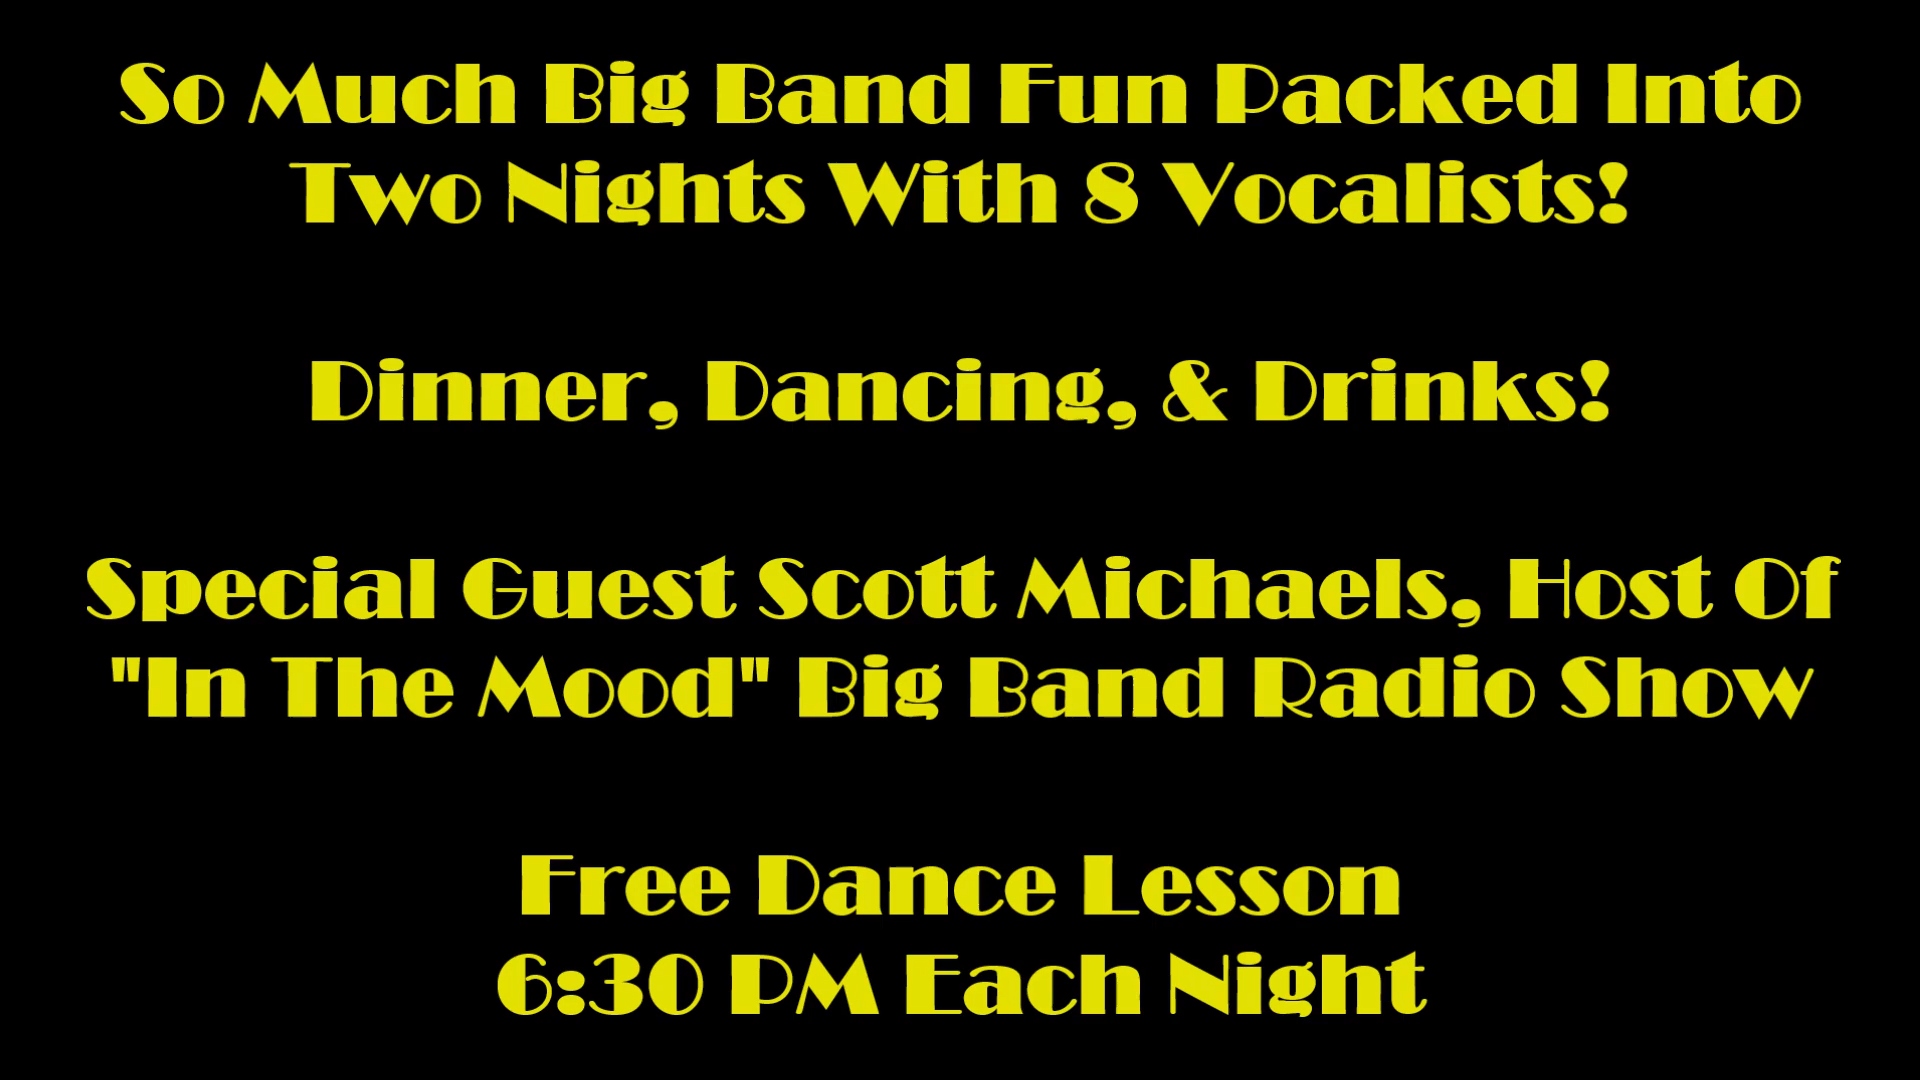 So Much Big Band Fun Packed Into
Two Nights With 8 Vocalists!
Dinner, Dancing, & Drinks!
Special Guest Scott Michaels, Host Of
"In The Mood" Big Band Radio Show
Free Dance Lesson
6:30 PM Each Night